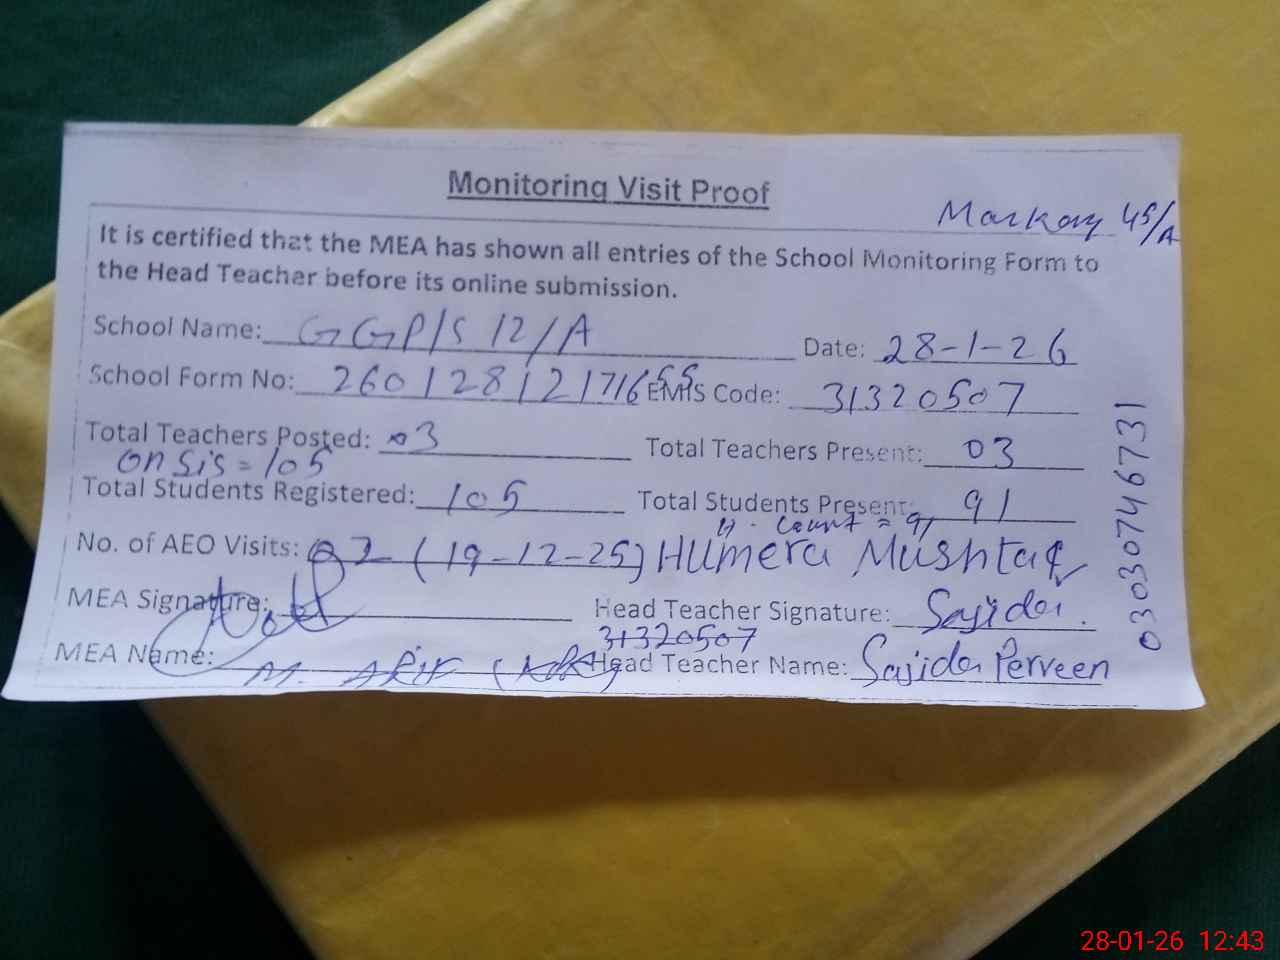 Monitoring Visit Proof
Markaz 45/A
It is certified that the MEA has shown all entries of the School Monitoring Form to
the Head Teacher before its online submission.
School Name: GGP/S 12/A Date: 28-1-26
School Form No: 26012812171655 EMIS Code: 31320507
Total Teachers Posted: 03 Total Teachers Present: 03
on sis = 105
Total Students Registered: 105 Total Students Present: 91
H. Count = 91
No. of AEO Visits: 02 (19-12-25) Humera Mushtaq
MEA Signature: Head Teacher Signature: Sajida.
31320507
MEA Name: M. ARIF Head Teacher Name: Sajida Perveen
03030746731
28-01-26 12:43